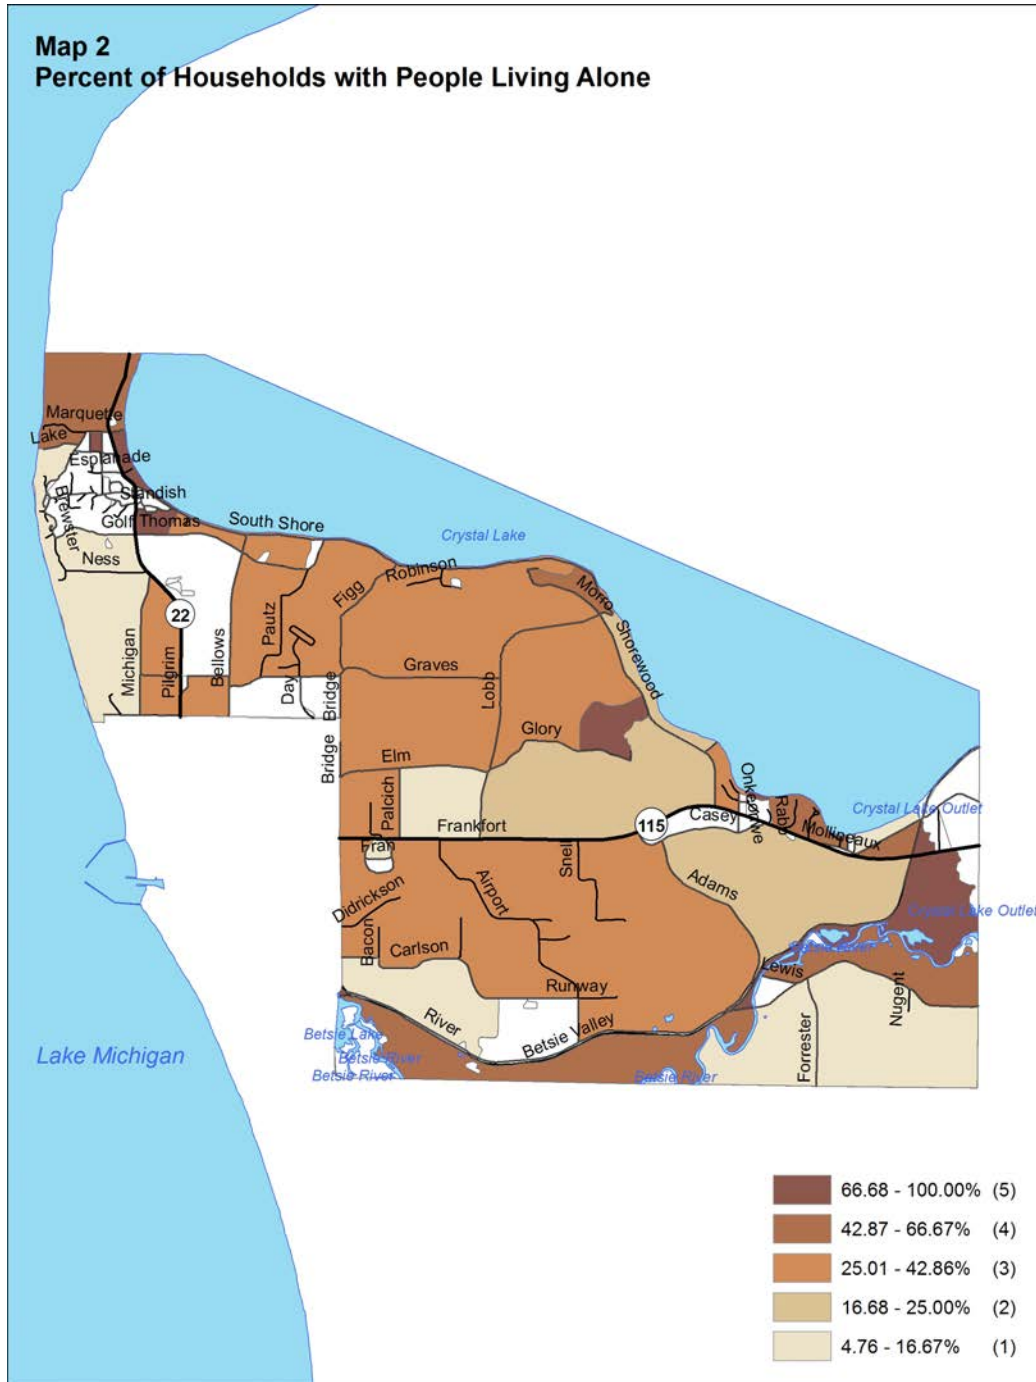 Map 2
Percent of Households with People Living Alone
Marquette
Lake
Esplanade
Standish
Brewster
Golf
Thomas
South Shore
Crystal Lake
Ness
Robinson
Figg
Morro
22
Pautz
Shorewood
Michigan
Pilgrim
Bellows
Graves
Day
Bridge
Lobb
Glory
Bridge
Elm
Palcich
Rabb
Crystal Lake Outlet
Frankfort
115
Casey
Mollineaux
Fran
Snell
Airport
Adams
Didrickson
Crystal Lake Outlet
Bacon
Carlson
Lewis
Runway
Nugent
River
Betsie Valley
Betsie Lake
Forrester
Lake Michigan
Betsie River
Betsie River
Betsie River
66.68 - 100.00% (5)
42.87 - 66.67% (4)
25.01 - 42.86% (3)
16.68 - 25.00% (2)
4.76 - 16.67% (1)